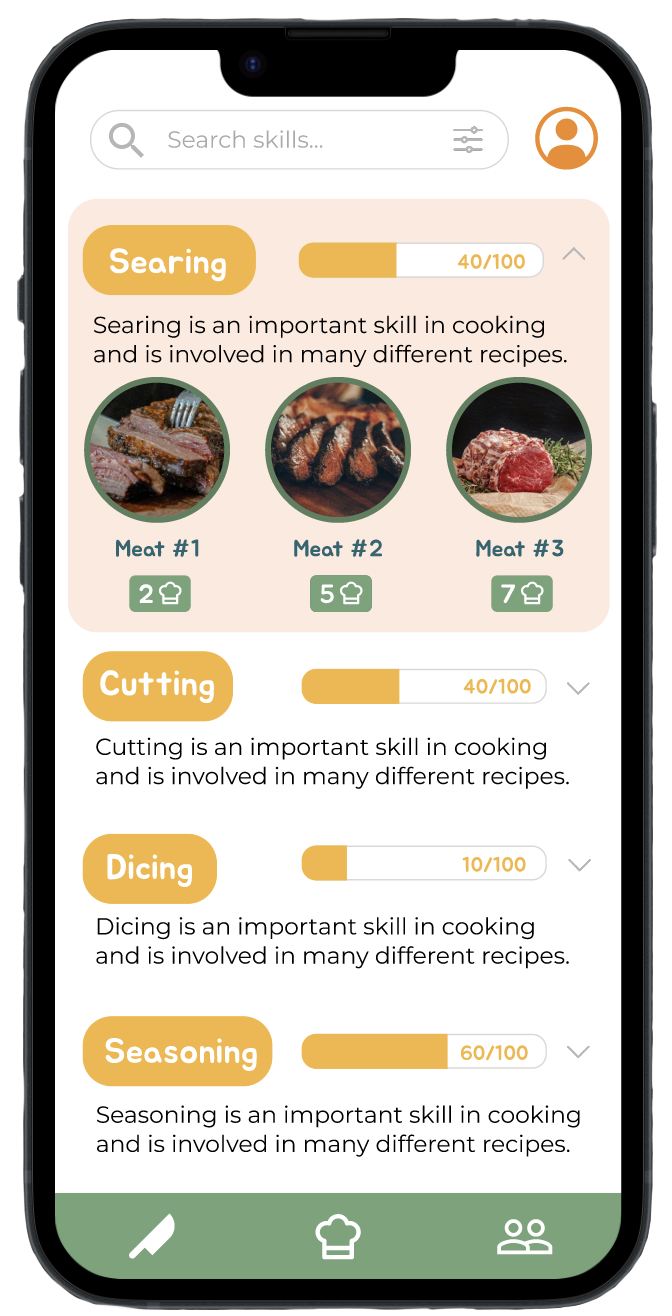 Search skills...
Searing
40/100
Searing is an important skill in cooking
and is involved in many different recipes.
Meat #1
Meat #2
Meat #3
2
5
7
Cutting
40/100
Cutting is an important skill in cooking
and is involved in many different recipes.
Dicing
10/100
Dicing is an important skill in cooking
and is involved in many different recipes.
Seasoning
60/100
Seasoning is an important skill in cooking
and is involved in many different recipes.